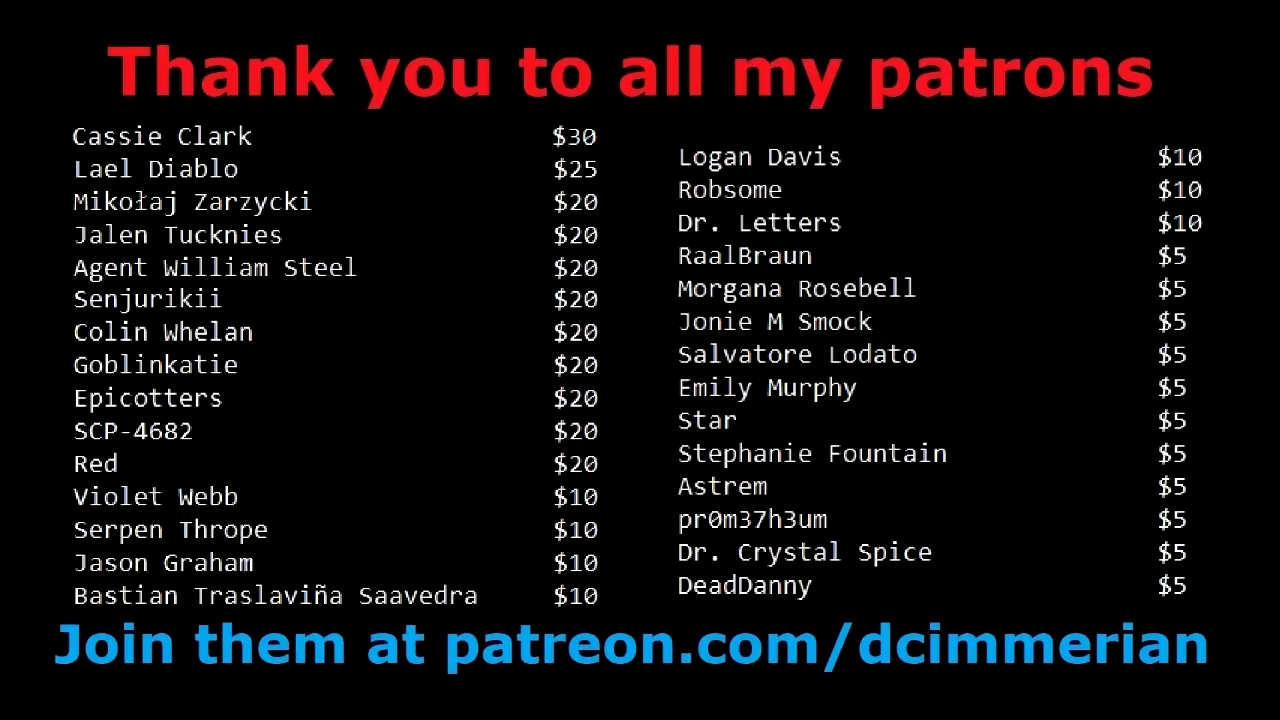 Thank you to all my patrons
Cassie Clark $30
Lael Diablo $25
Mikołaj Zarzycki $20
Jalen Tucknies $20
Agent William Steel $20
Senjurikii $20
Colin Whelan $20
Goblinkatie $20
Epicotters $20
SCP-4682 $20
Red $20
Violet Webb $10
Serpen Thrope $10
Jason Graham $10
Bastian Traslaviña Saavedra $10
Logan Davis $10
Robsome $10
Dr. Letters $10
RaalBraun $5
Morgana Rosebell $5
Jonie M Smock $5
Salvatore Lodato $5
Emily Murphy $5
Star $5
Stephanie Fountain $5
Astrem $5
pr0m37h3um $5
Dr. Crystal Spice $5
DeadDanny $5
Join them at patreon.com/dcimmerian